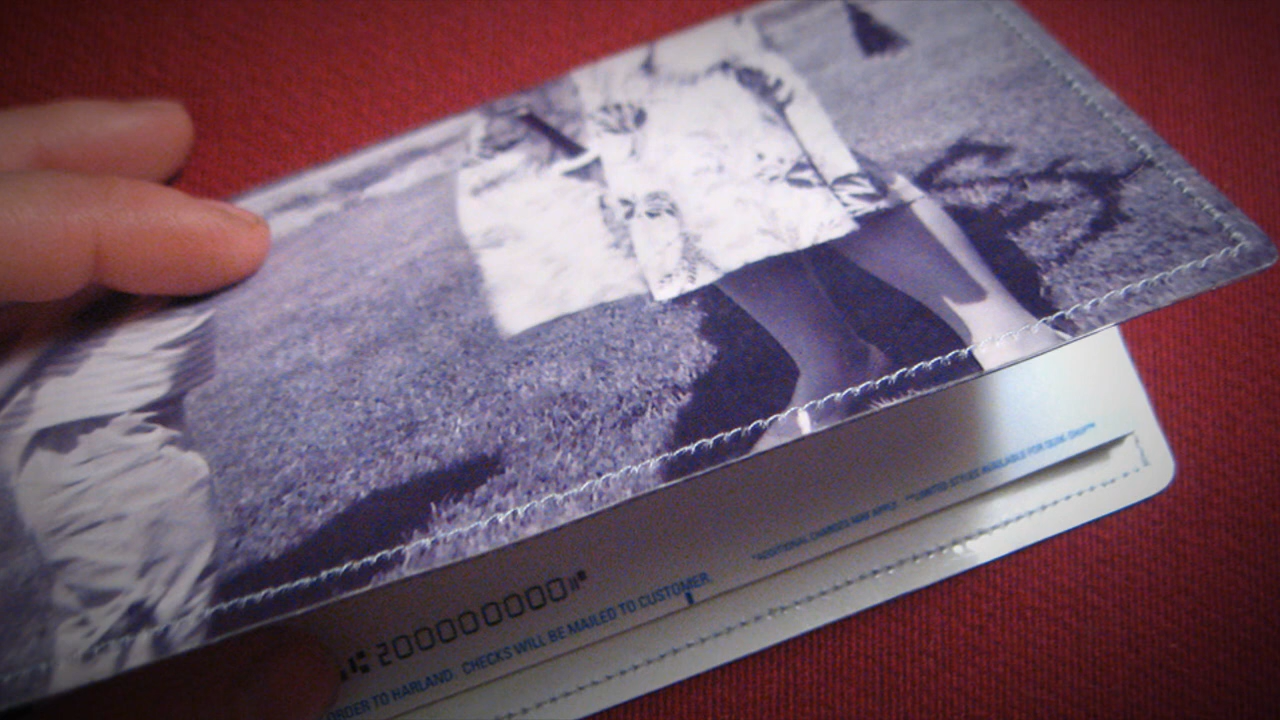 200000000
ORDER TO HARLAND. CHECKS WILL BE MAILED TO CUSTOMER.
*ADDITIONAL CHARGES MAY APPLY. **LIMITED STYLES AVAILABLE FOR